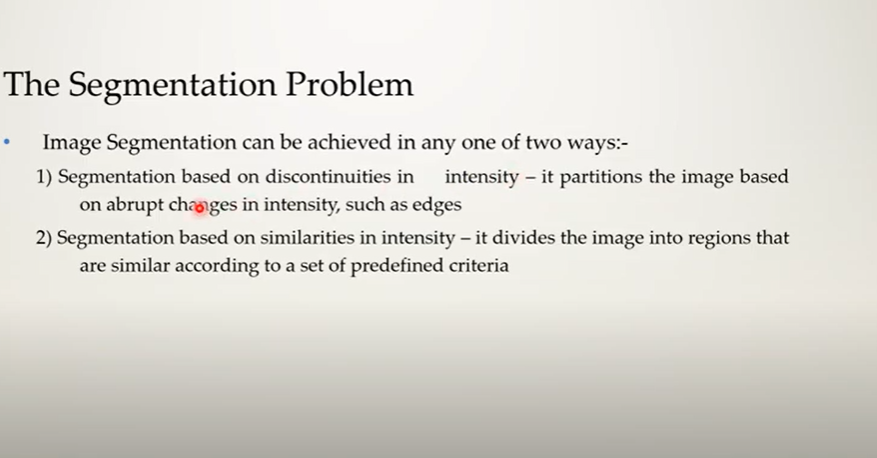 The Segmentation Problem
• Image Segmentation can be achieved in any one of two ways:-
1) Segmentation based on discontinuities in intensity – it partitions the image based
on abrupt changes in intensity, such as edges
2) Segmentation based on similarities in intensity – it divides the image into regions that
are similar according to a set of predefined criteria